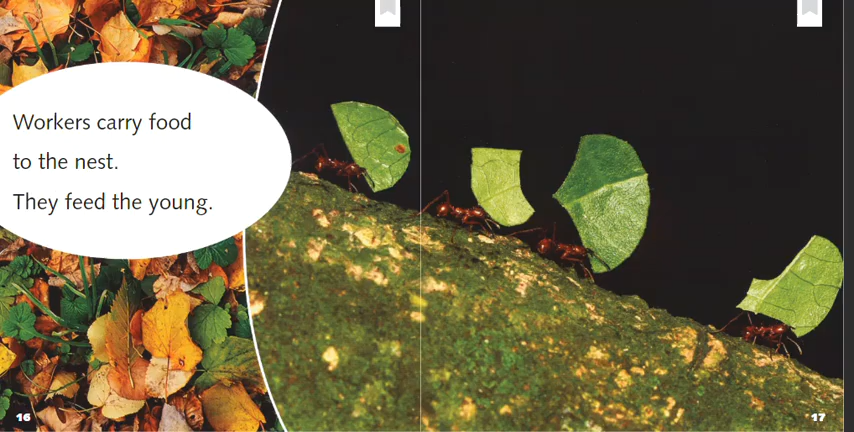 Workers carry food
to the nest.
They feed the young.
16
17